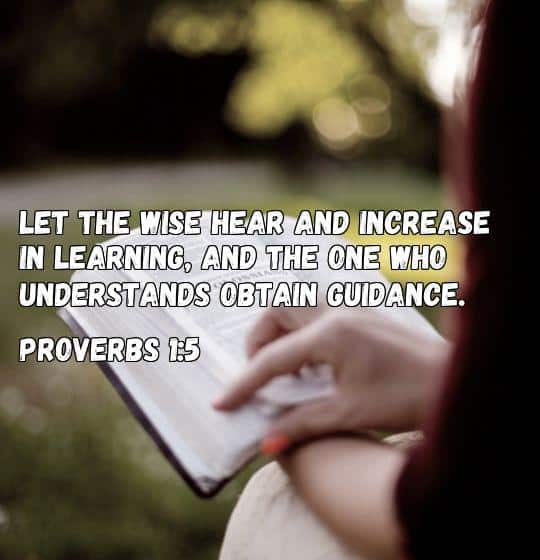 LET THE WISE HEAR AND INCREASE
IN LEARNING, AND THE ONE WHO
UNDERSTANDS OBTAIN GUIDANCE.
PROVERBS 1:5